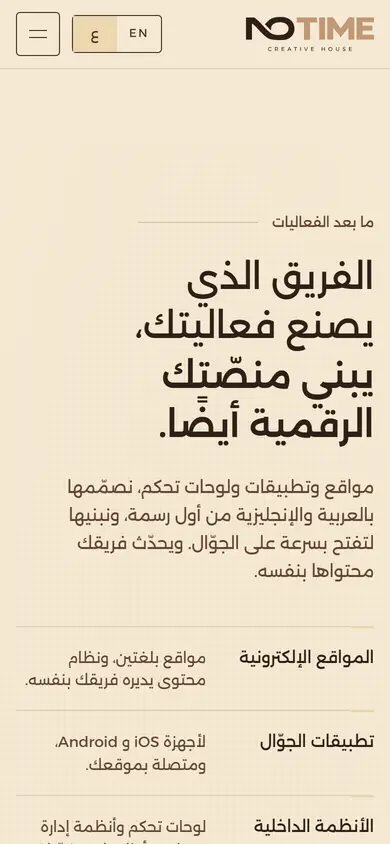 NOTIME
CREATIVE HOUSE
EN
ع
ما بعد الفعاليات
الفريق الذي
يصنع فعاليتك،
يبني منصّتك
الرقمية أيضًا.
مواقع وتطبيقات ولوحات تحكم، نصمّمها
بالعربية والإنجليزية من أول رسمة، ونبنيها
لتفتح بسرعة على الجوّال. ويحدّث فريقك
محتواها بنفسه.
المواقع الإلكترونية
مواقع بلغتين، ونظام
محتوى يديره فريقك بنفسه.
تطبيقات الجوّال
لأجهزة iOS و Android،
ومتصلة بموقعك.
الأنظمة الداخلية
لوحات تحكم وأنظمة إدارة